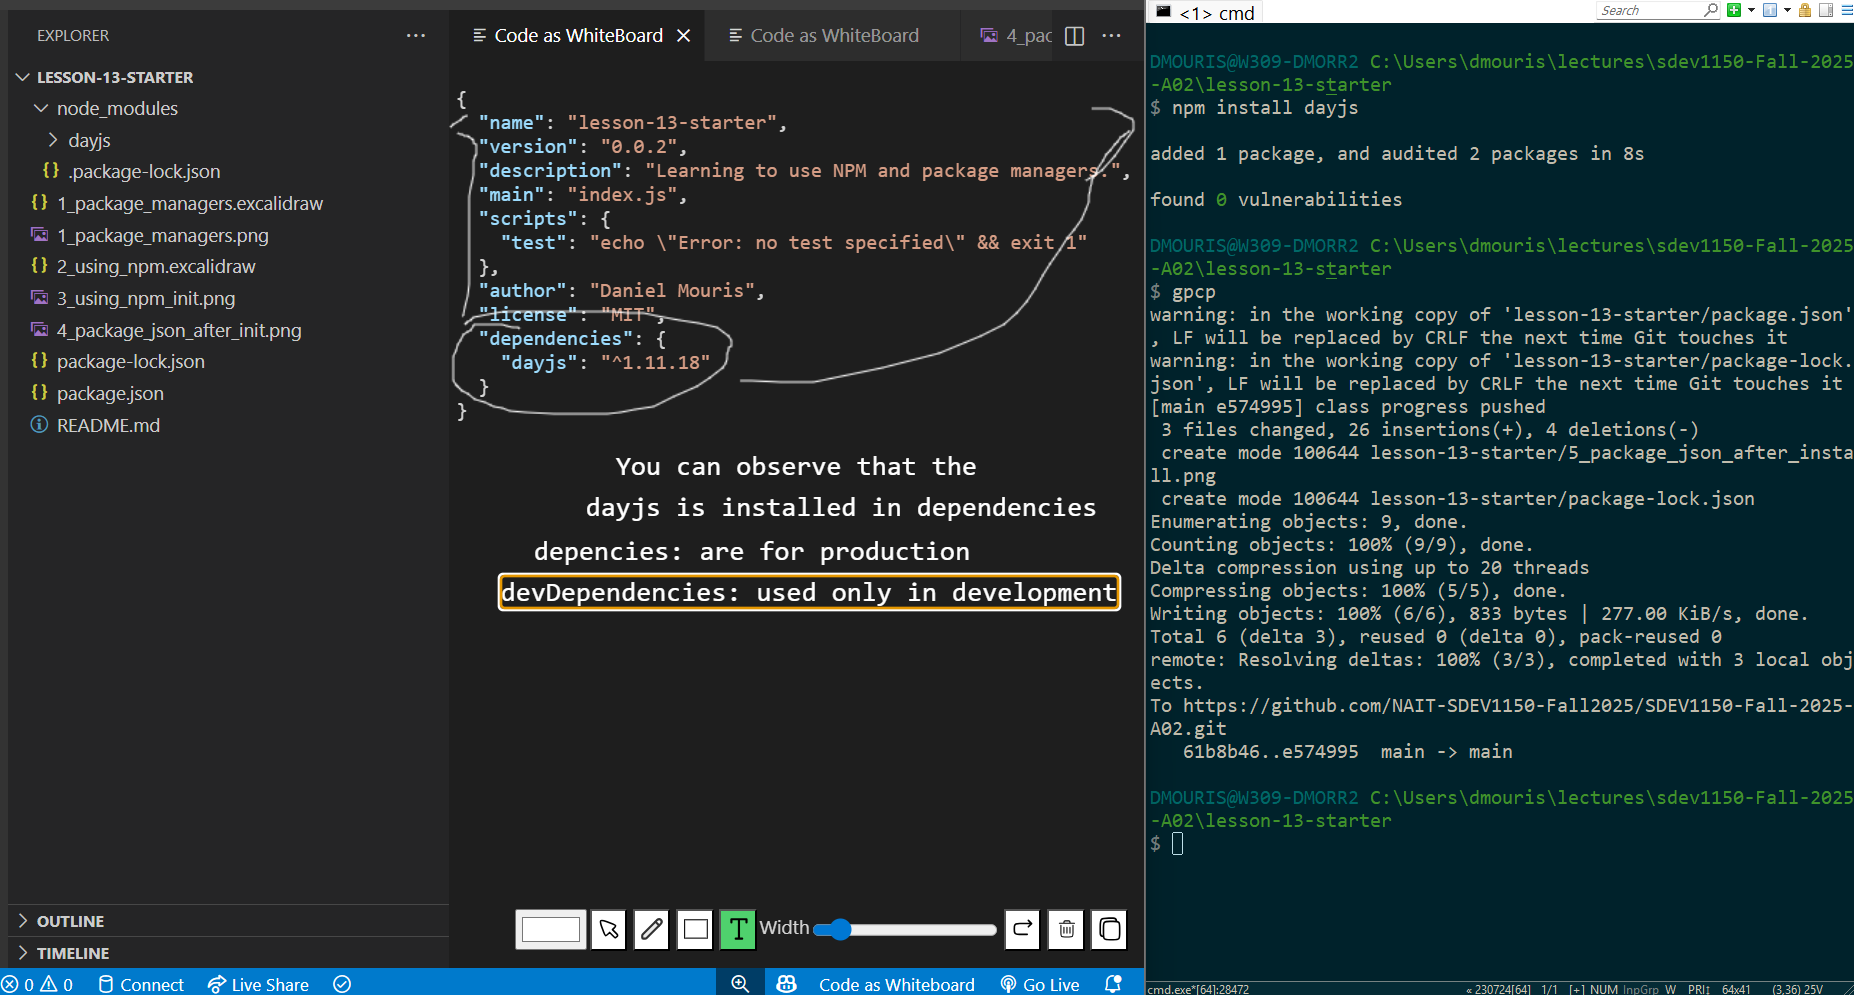 EXPLORER
LESSON-13-STARTER
node_modules
dayjs
{} .package-lock.json
{} 1_package_managers.excalidraw
1_package_managers.png
{} 2_using_npm.excalidraw
3_using_npm_init.png
4_package_json_after_init.png
{} package-lock.json
{} package.json
README.md
OUTLINE
TIMELINE
Code as WhiteBoard
Code as WhiteBoard
4_pac
{
"name": "lesson-13-starter",
"version": "0.0.2",
"description": "Learning to use NPM and package managers.",
"main": "index.js",
"scripts": {
"test": "echo \"Error: no test specified\" && exit 1"
},
"author": "Daniel Mouris",
"license": "MIT",
"dependencies": {
"dayjs": "^1.11.18"
}
}
You can observe that the
dayjs is installed in dependencies
depencies: are for production
devDependencies: used only in development
T Width
0 0 Connect Live Share Code as Whiteboard Go Live
<1> cmd
Search
DMOURIS@W309-DMORR2 C:\Users\dmouris\lectures\sdev1150-Fall-2025
-A02\lesson-13-starter
$ npm install dayjs
added 1 package, and audited 2 packages in 8s
found 0 vulnerabilities
DMOURIS@W309-DMORR2 C:\Users\dmouris\lectures\sdev1150-Fall-2025
-A02\lesson-13-starter
$ gpcp
warning: in the working copy of 'lesson-13-starter/package.json'
, LF will be replaced by CRLF the next time Git touches it
warning: in the working copy of 'lesson-13-starter/package-lock.
json', LF will be replaced by CRLF the next time Git touches it
[main e574995] class progress pushed
3 files changed, 26 insertions(+), 4 deletions(-)
create mode 100644 lesson-13-starter/5_package_json_after_insta
ll.png
create mode 100644 lesson-13-starter/package-lock.json
Enumerating objects: 9, done.
Counting objects: 100% (9/9), done.
Delta compression using up to 20 threads
Compressing objects: 100% (5/5), done.
Writing objects: 100% (6/6), 833 bytes | 277.00 KiB/s, done.
Total 6 (delta 3), reused 0 (delta 0), pack-reused 0
remote: Resolving deltas: 100% (3/3), completed with 3 local obj
ects.
To https://github.com/NAIT-SDEV1150-Fall2025/SDEV1150-Fall-2025-
A02.git
61b8b46..e574995  main -> main
DMOURIS@W309-DMORR2 C:\Users\dmouris\lectures\sdev1150-Fall-2025
-A02\lesson-13-starter
$
cmd.exe*[64]:28472 « 230724[64] 1/1 [+] NUM InpGrp W PRI↕ 64x41 (3,36) 25V